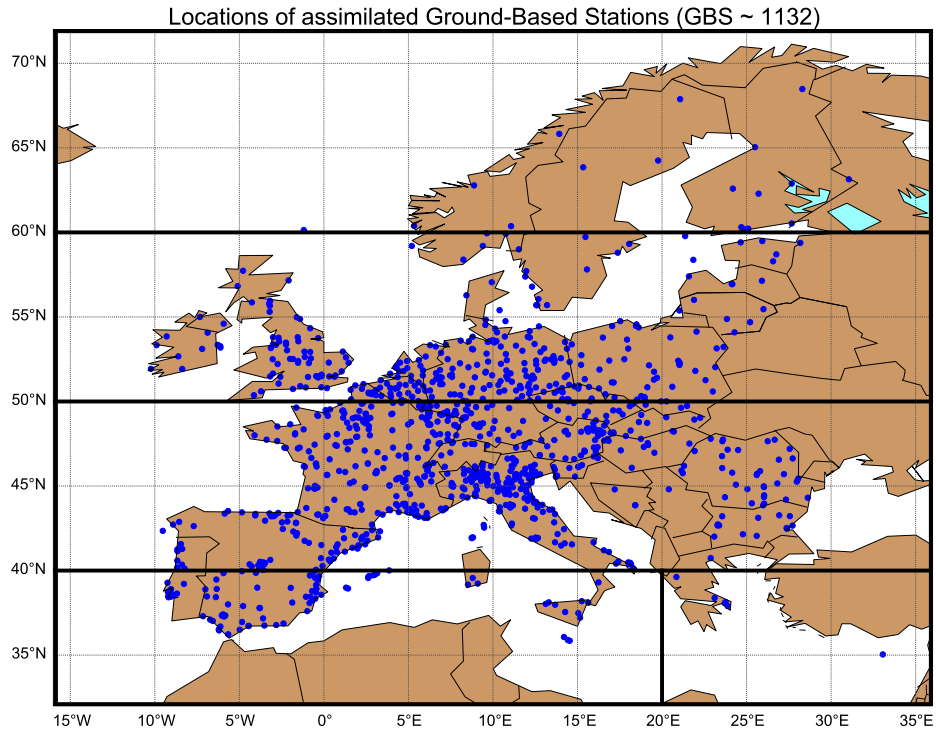 Locations of assimilated Ground-Based Stations (GBS ~ 1132)
70°N
65°N
60°N
55°N
50°N
45°N
40°N
35°N
15°W 10°W 5°W 0° 5°E 10°E 15°E 20°E 25°E 30°E 35°E